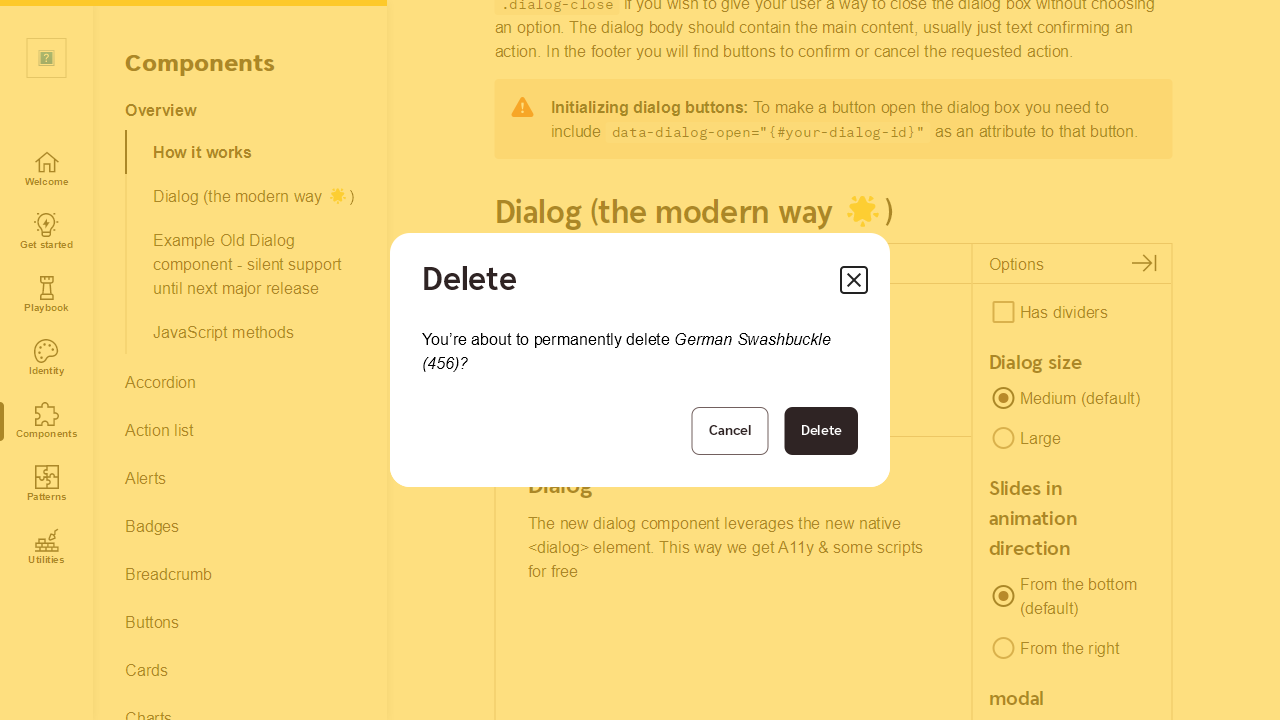 Welcome
Get started
Playbook
Identity
Components
Patterns
Utilities
Components
Overview
How it works
Dialog (the modern way 🌟)
Example Old Dialog
component - silent support
until next major release
JavaScript methods
Accordion
Action list
Alerts
Badges
Breadcrumb
Buttons
Cards
Charts
.dialog-close if you wish to give your user a way to close the dialog box without choosing
an option. The dialog body should contain the main content, usually just text confirming an
action. In the footer you will find buttons to confirm or cancel the requested action.
Initializing dialog buttons: To make a button open the dialog box you need to
include data-dialog-open="{#your-dialog-id}" as an attribute to that button.
Dialog (the modern way 🌟)
Delete
You’re about to permanently delete German Swashbuckle
(456)?
Cancel
Delete
Dialog
The new dialog component leverages the new native
<dialog> element. This way we get A11y & some scripts
for free
Options
Has dividers
Dialog size
Medium (default)
Large
Slides in
animation
direction
From the bottom
(default)
From the right
modal